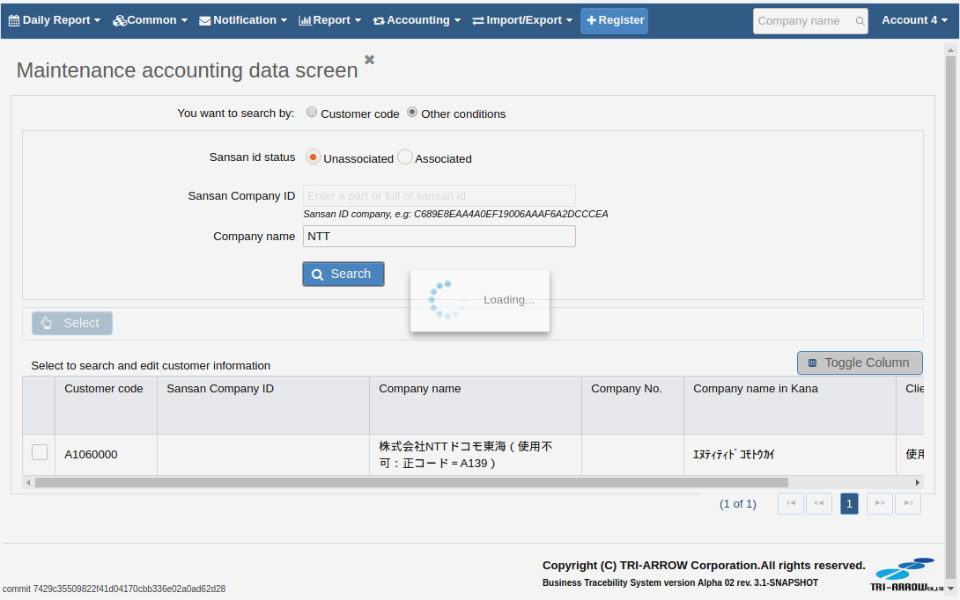 Daily Report Common Notification Report Accounting Import/Export Register Company name Account 4
Maintenance accounting data screen
You want to search by: Customer code Other conditions
Sansan id status Unassociated Associated
Sansan Company ID Enter a part or full of sansan id
Sansan ID company, e.g: C689E8EAA4A0EF19006AAAF6A2DCCCEA
Company name NTT
Search
Loading...
Select
Select to search and edit customer information Toggle Column
Customer code Sansan Company ID Company name Company No. Company name in Kana Clie
A1060000 株式会社NTTドコモ東海(使用不
可:正コード=A139) ｴﾇﾃｨﾃｨﾄﾞｺﾓﾄｳｶｲ 使用
(1 of 1) 1
Copyright (C) TRI-ARROW Corporation.All rights reserved.
Business Tracebility System version Alpha 02 rev. 3.1-SNAPSHOT
TRI-ARROW CO.,LTD
commit 7429c35509822f41d04170cbb336e02a0ad62d28